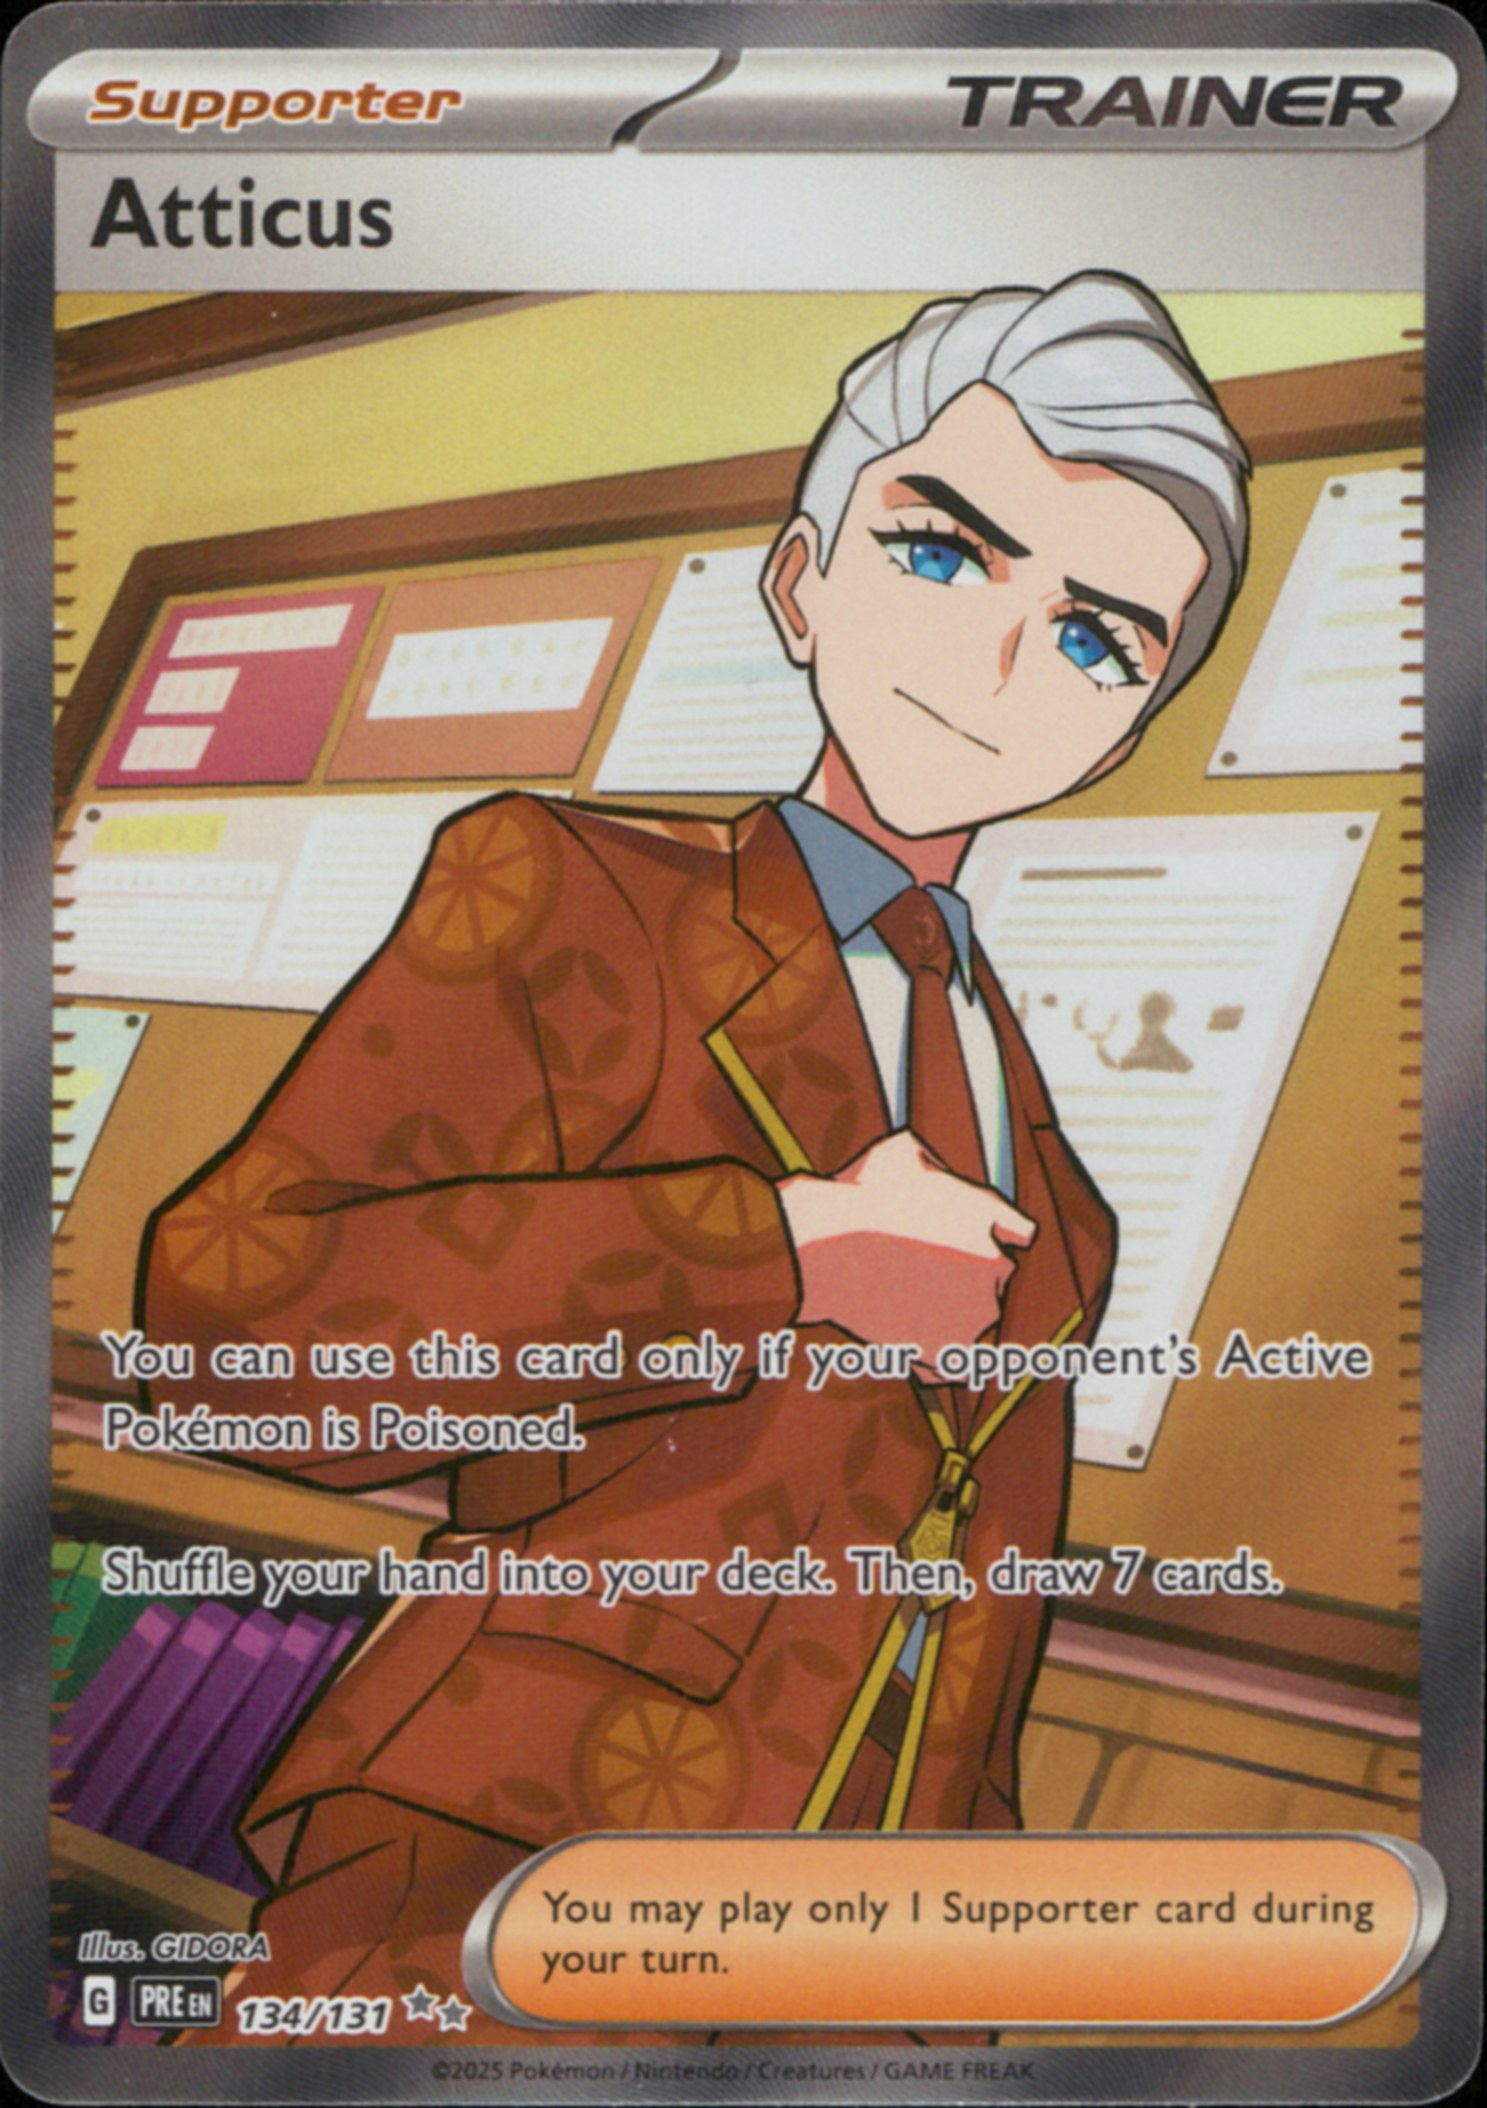 Supporter
TRAINER
Atticus
You can use this card only if your opponent's Active
Pokémon is Poisoned.
Shuffle your hand into your deck. Then, draw 7 cards.
You may play only 1 Supporter card during
your turn.
Illus. GIDORA
G PRE EN 134/131
©2025 Pokémon / Nintendo / Creatures / GAME FREAK